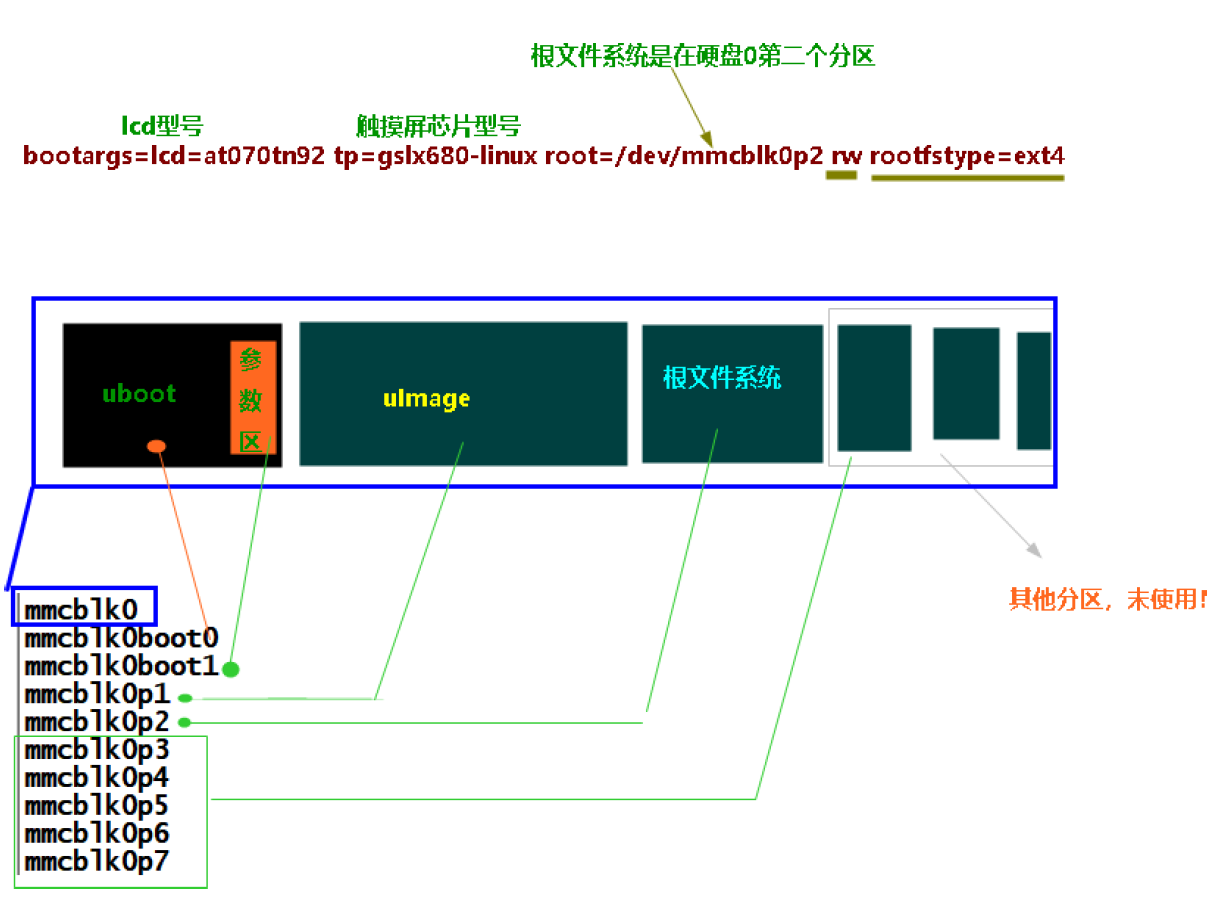 根文件系统是在硬盘0第二个分区
lcd型号 触摸屏芯片型号
bootargs=lcd=at070tn92 tp=gslx680-linux root=/dev/mmcblk0p2 rw rootfstype=ext4
uboot
参
数
区
uImage
根文件系统
其他分区，未使用!
mmcblk0
mmcblk0boot0
mmcblk0boot1
mmcblk0p1
mmcblk0p2
mmcblk0p3
mmcblk0p4
mmcblk0p5
mmcblk0p6
mmcblk0p7